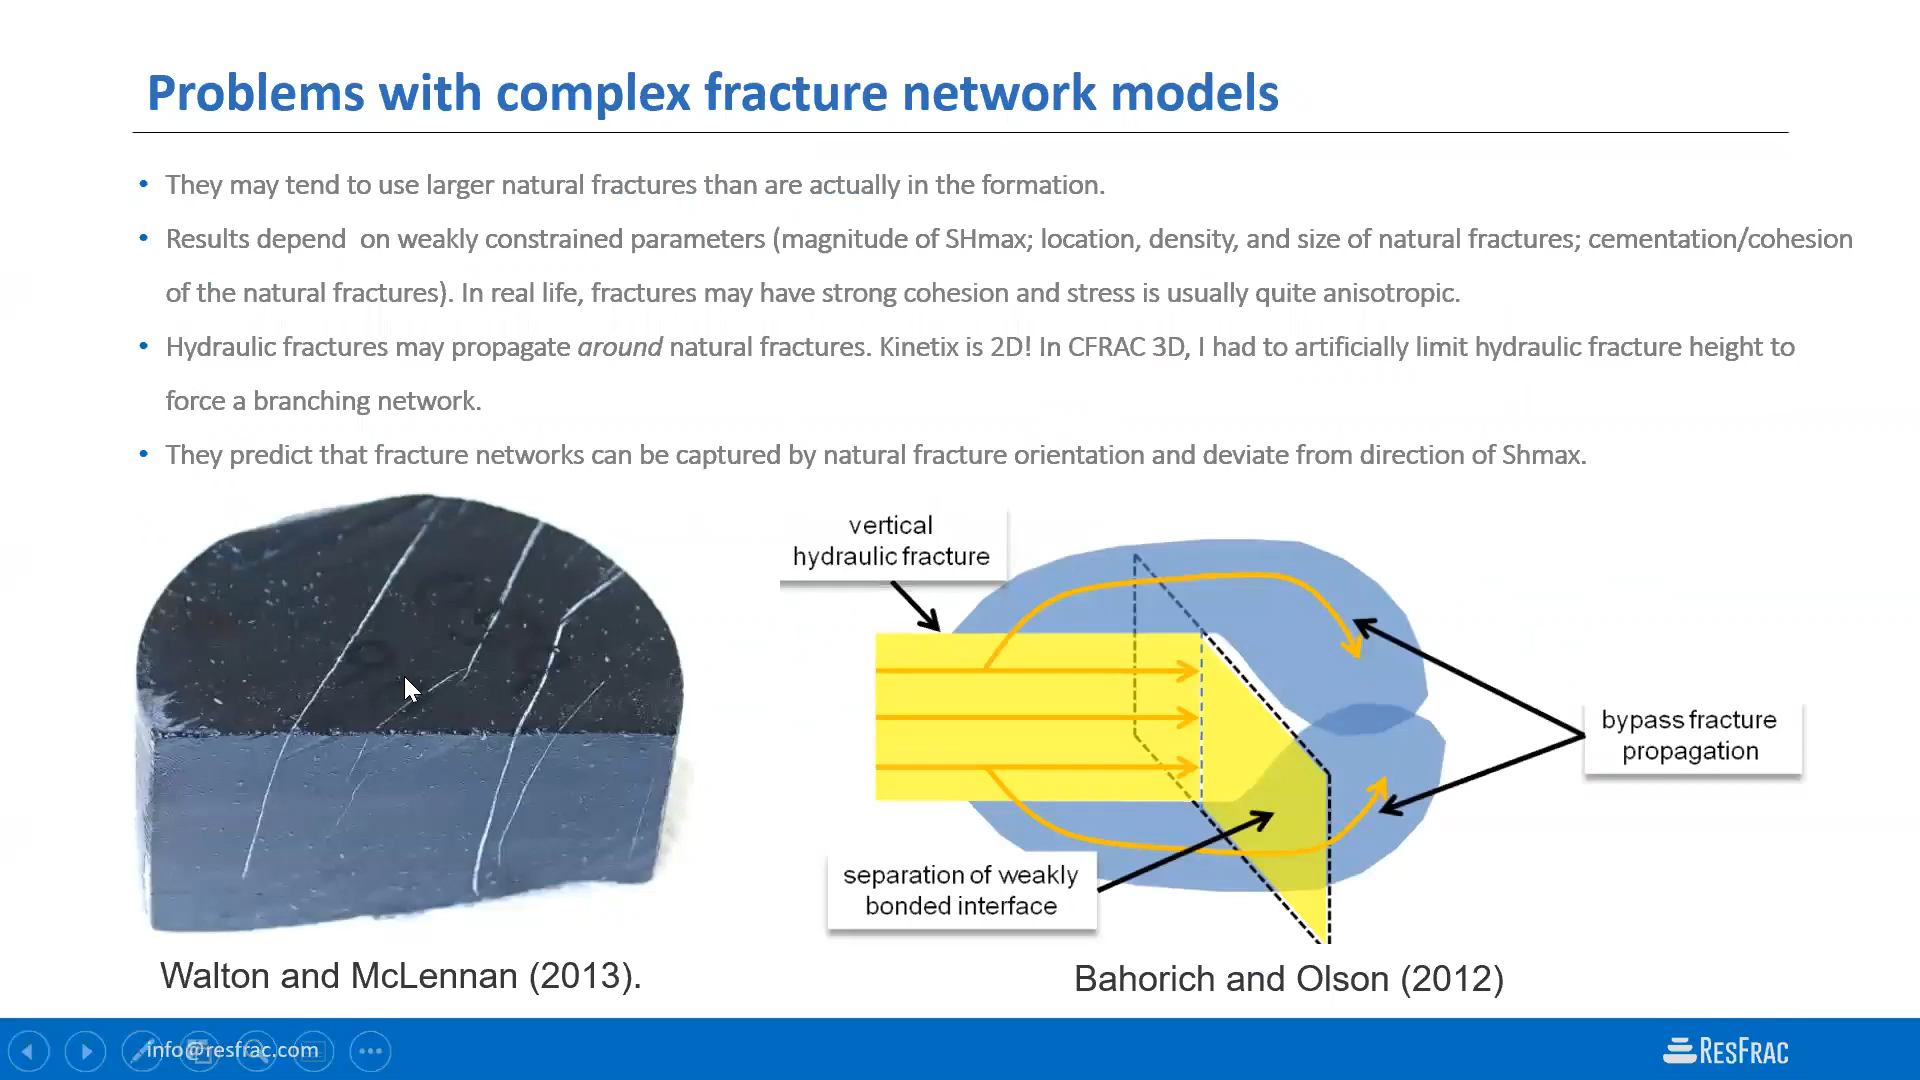 Problems with complex fracture network models
• They may tend to use larger natural fractures than are actually in the formation.
• Results depend  on weakly constrained parameters (magnitude of SHmax; location, density, and size of natural fractures; cementation/cohesion
of the natural fractures). In real life, fractures may have strong cohesion and stress is usually quite anisotropic.
• Hydraulic fractures may propagate around natural fractures. Kinetix is 2D! In CFRAC 3D, I had to artificially limit hydraulic fracture height to
force a branching network.
• They predict that fracture networks can be captured by natural fracture orientation and deviate from direction of Shmax.
vertical
hydraulic fracture
bypass fracture
propagation
separation of weakly
bonded interface
Walton and McLennan (2013).
Bahorich and Olson (2012)
info@resfrac.com
RESFRAC